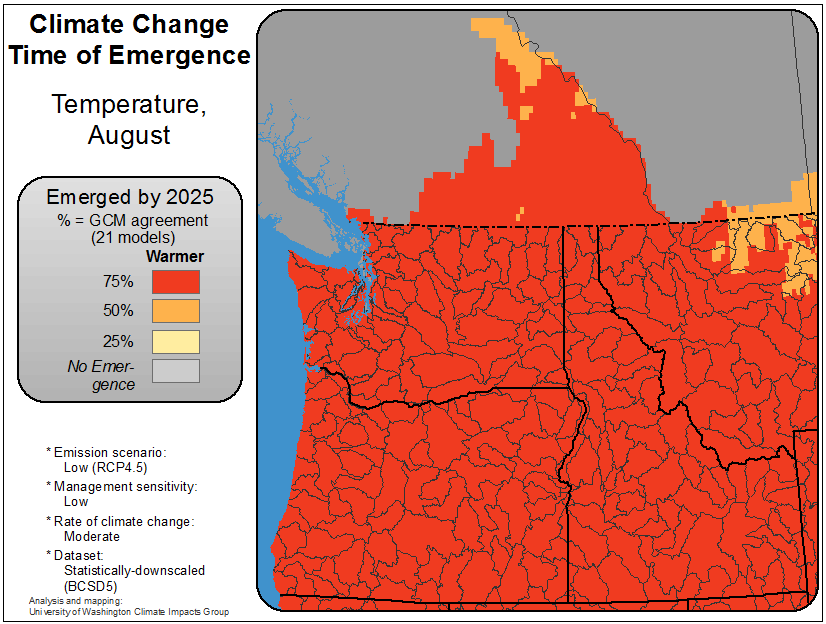 Climate Change
Time of Emergence
Temperature,
August
Emerged by 2025
% = GCM agreement
(21 models)
Warmer
75%
50%
25%
No Emer-
gence
* Emission scenario:
Low (RCP4.5)
* Management sensitivity:
Low
* Rate of climate change:
Moderate
* Dataset:
Statistically-downscaled
(BCSD5)
Analysis and mapping:
University of Washington Climate Impacts Group